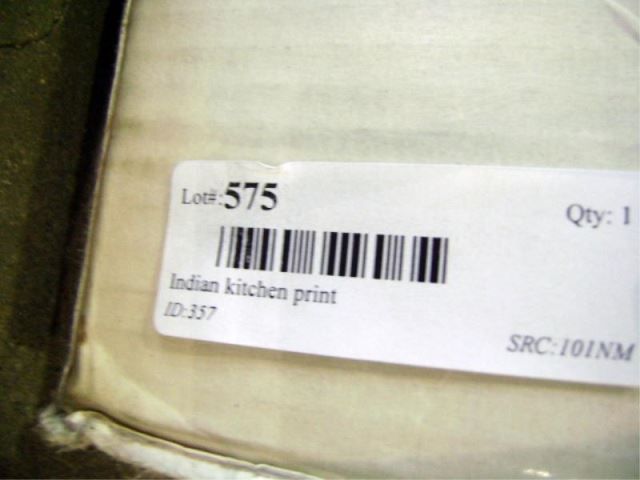 Lot#:575 Qty: 1
Indian kitchen print
ID:357
SRC:101NM